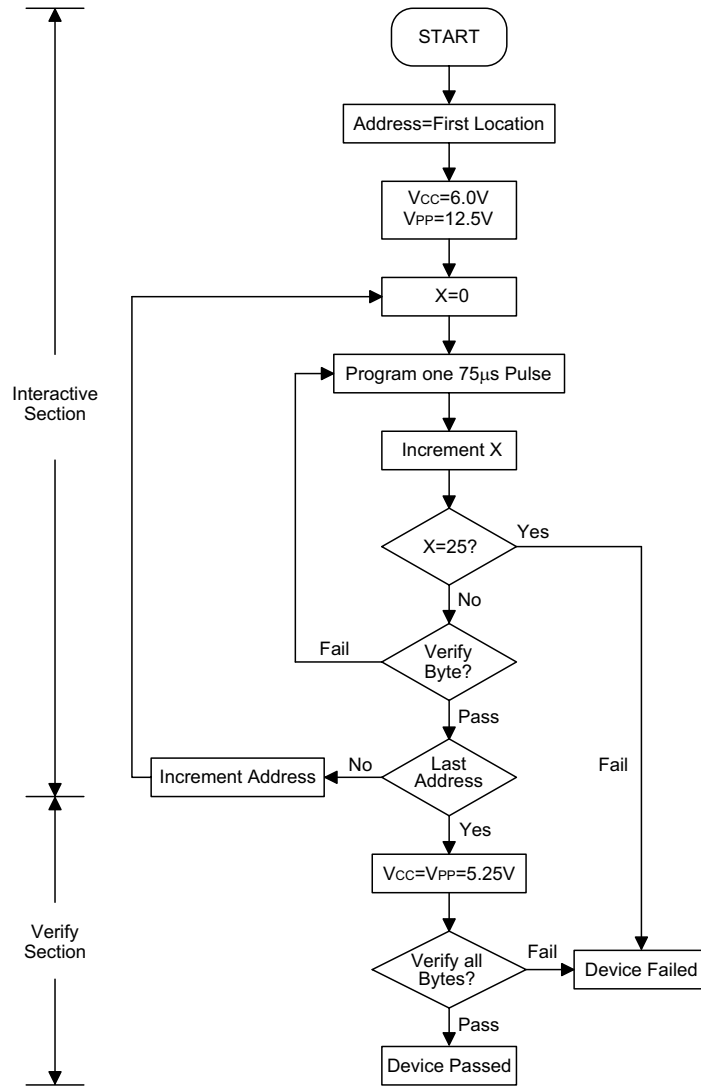 START
Address=First Location
VCC=6.0V
VPP=12.5V
X=0
Interactive
Section
Program one 75μs Pulse
Increment X
X=25?
Yes
No
Fail
Verify
Byte?
Pass
Increment Address
No
Last
Address
Fail
Yes
VCC=VPP=5.25V
Verify
Section
Verify all
Bytes?
Fail
Device Failed
Pass
Device Passed